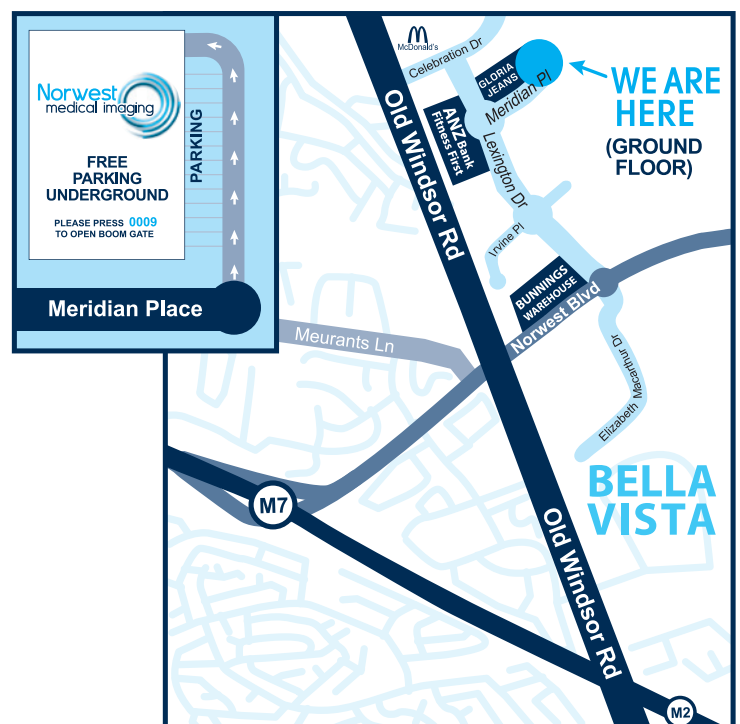 Norwest
medical imaging
FREE
PARKING
UNDERGROUND
PLEASE PRESS 0009
TO OPEN BOOM GATE
PARKING
Meridian Place
McDonald's
Celebration Dr
GLORIA
JEANS
Meridian Pl
WE ARE
HERE
(GROUND
FLOOR)
ANZ Bank
Fitness First
Old Windsor Rd
Lexington Dr
Irvine Pl
BUNNINGS
WAREHOUSE
Norwest Blvd
Meurants Ln
Elizabeth Macarthur Dr
BELLA
VISTA
M7
Old Windsor Rd
M2